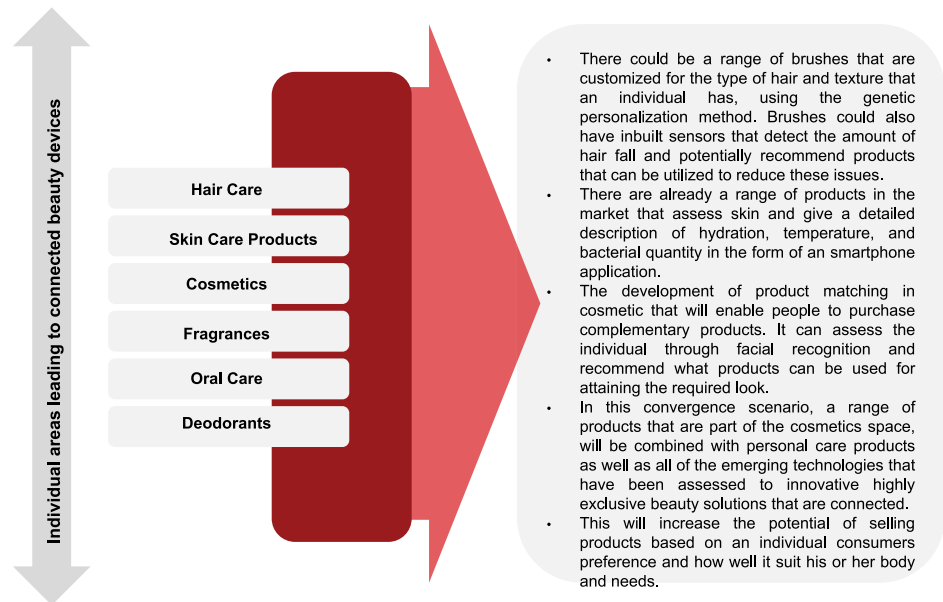 Individual areas leading to connected beauty devices
Hair Care
Skin Care Products
Cosmetics
Fragrances
Oral Care
Deodorants
• There could be a range of brushes that are
customized for the type of hair and texture that
an individual has, using the genetic
personalization method. Brushes could also
have inbuilt sensors that detect the amount of
hair fall and potentially recommend products
that can be utilized to reduce these issues.
• There are already a range of products in the
market that assess skin and give a detailed
description of hydration, temperature, and
bacterial quantity in the form of an smartphone
application.
• The development of product matching in
cosmetic that will enable people to purchase
complementary products. It can assess the
individual through facial recognition and
recommend what products can be used for
attaining the required look.
• In this convergence scenario, a range of
products that are part of the cosmetics space,
will be combined with personal care products
as well as all of the emerging technologies that
have been assessed to innovative highly
exclusive beauty solutions that are connected.
• This will increase the potential of selling
products based on an individual consumers
preference and how well it suit his or her body
and needs.